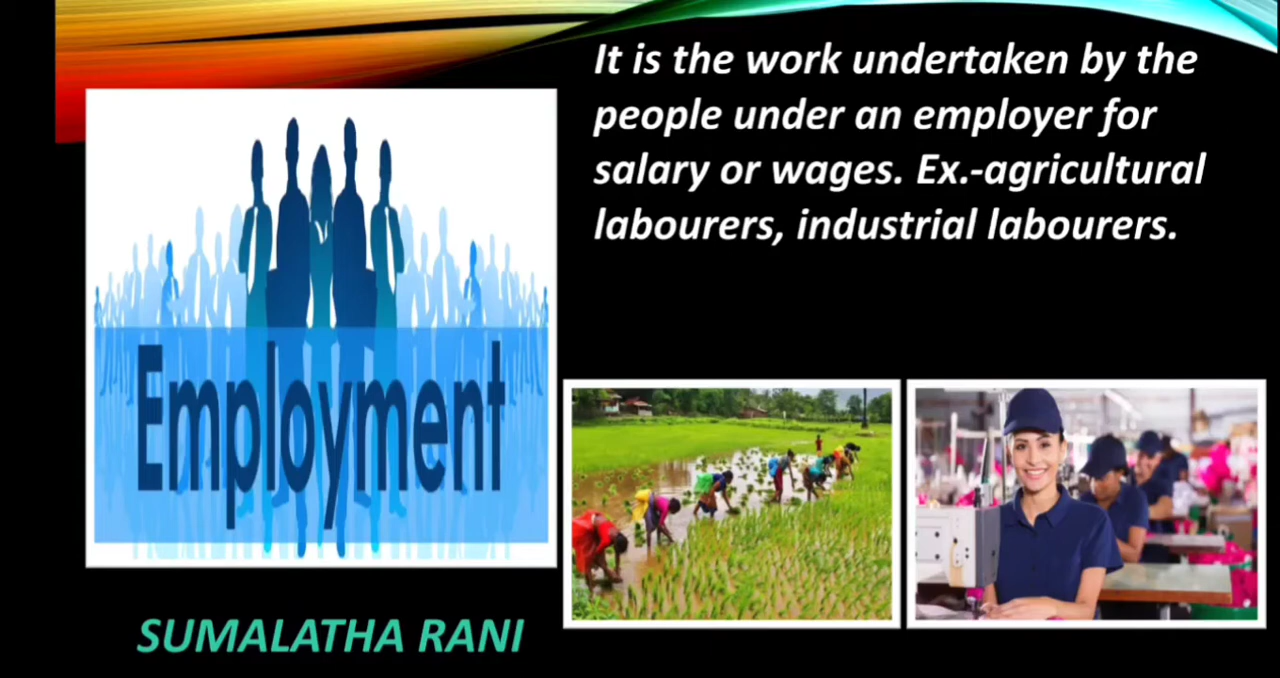 It is the work undertaken by the
people under an employer for
salary or wages. Ex.-agricultural
labourers, industrial labourers.
Employment
SUMALATHA RANI